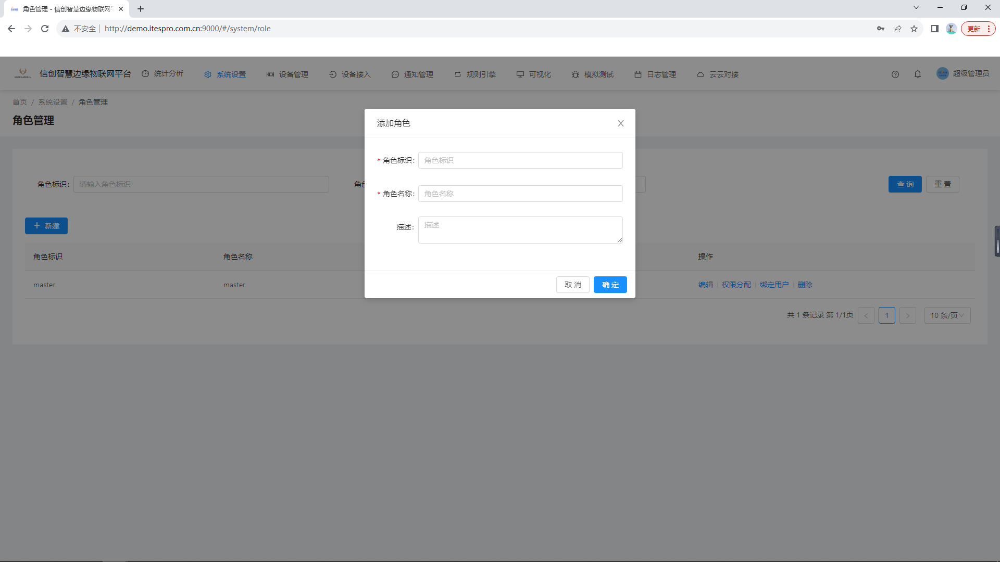 角色管理 - 信创智慧边缘物联网平
不安全 http://demo.itespro.com.cn:9000/#/system/role
更新
信创智慧边缘物联网平台 统计分析 系统设置 设备管理 设备接入 通知管理 规则引擎 可视化 模拟测试 日志管理 云云对接 超级管理员
首页 / 系统设置 / 角色管理
角色管理
添加角色
* 角色标识: 角色标识
角色标识: 请输入角色标识 角色 查 询 重 置
* 角色名称: 角色名称
描述: 描述
+ 新建
角色标识 角色名称 操作
master master 编辑 权限分配 绑定用户 删除
取 消 确 定
共 1 条记录 第 1/1页 < 1 > 10 条/页